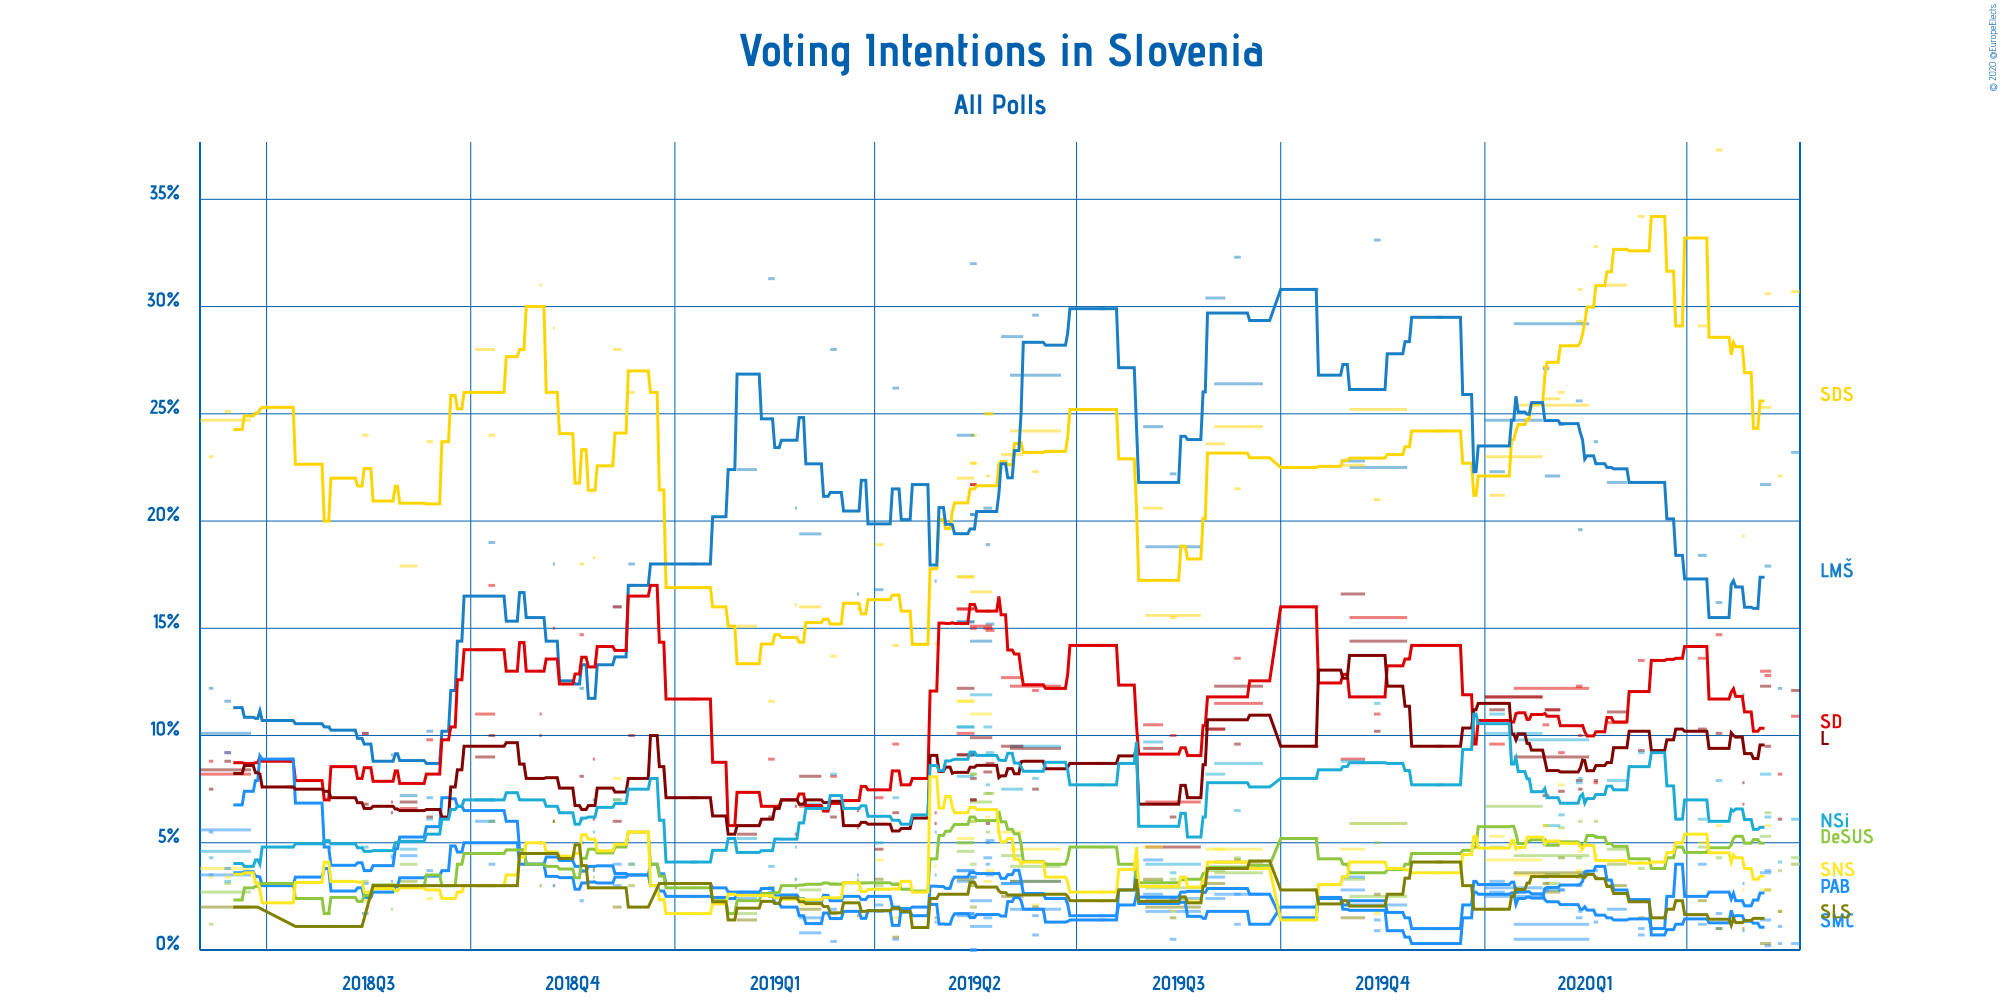 Voting Intentions in Slovenia
All Polls
© 2020 @EuropeElects
35%
30%
25%
20%
15%
10%
5%
0%
SDS
LMŠ
SD
L
NSi
DeSUS
SNS
PAB
SLS
SMC
2018Q3
2018Q4
2019Q1
2019Q2
2019Q3
2019Q4
2020Q1